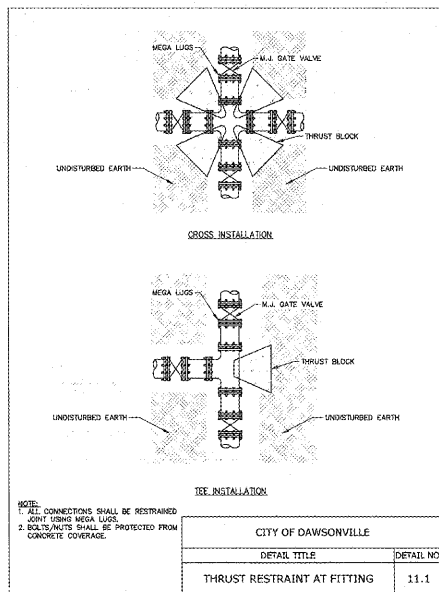 MEGA LUGS
M.J. GATE VALVE
THRUST BLOCK
UNDISTURBED EARTH
UNDISTURBED EARTH
CROSS INSTALLATION
MEGA LUGS
M.J. GATE VALVE
THRUST BLOCK
UNDISTURBED EARTH
UNDISTURBED EARTH
TEE INSTALLATION
NOTE:
1. ALL CONNECTIONS SHALL BE RESTRAINED
JOINT USING MEGA LUGS.
2. BOLTS/NUTS SHALL BE PROTECTED FROM
CONCRETE COVERAGE.
CITY OF DAWSONVILLE
DETAIL TITLE
DETAIL NO
THRUST RESTRAINT AT FITTING
11.1